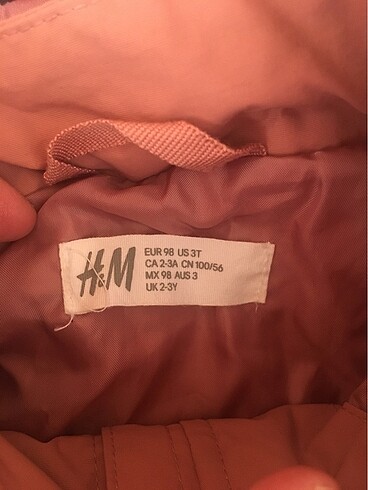 H&M
EUR 98 US 3T
CA 2-3A CN 100/56
MX 98 AUS 3
UK 2-3Y